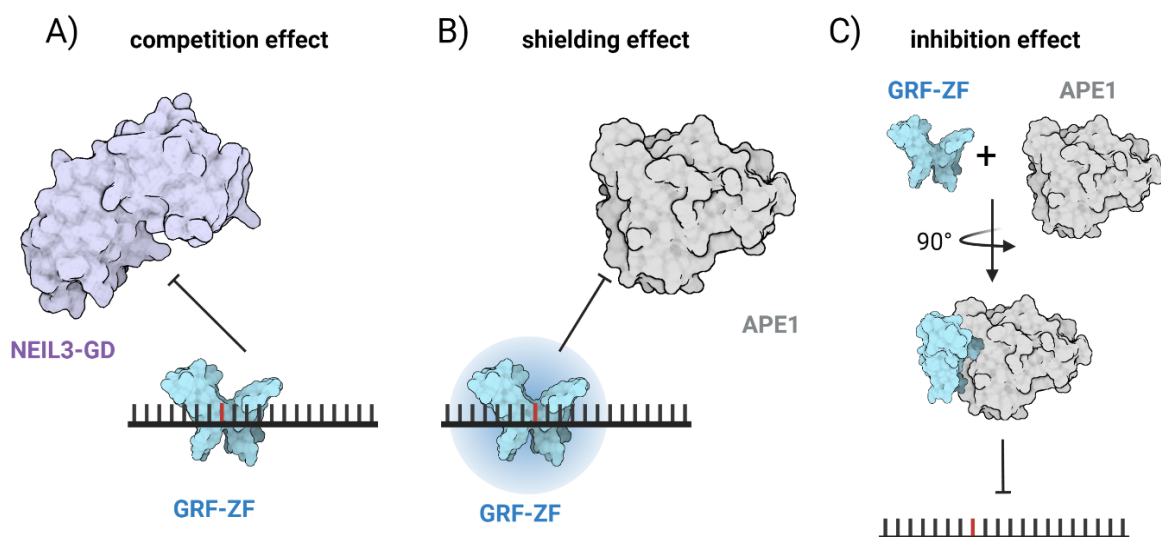 A)
competition effect
NEIL3-GD
GRF-ZF
B)
shielding effect
APE1
GRF-ZF
C)
inhibition effect
GRF-ZF
APE1
+
90°